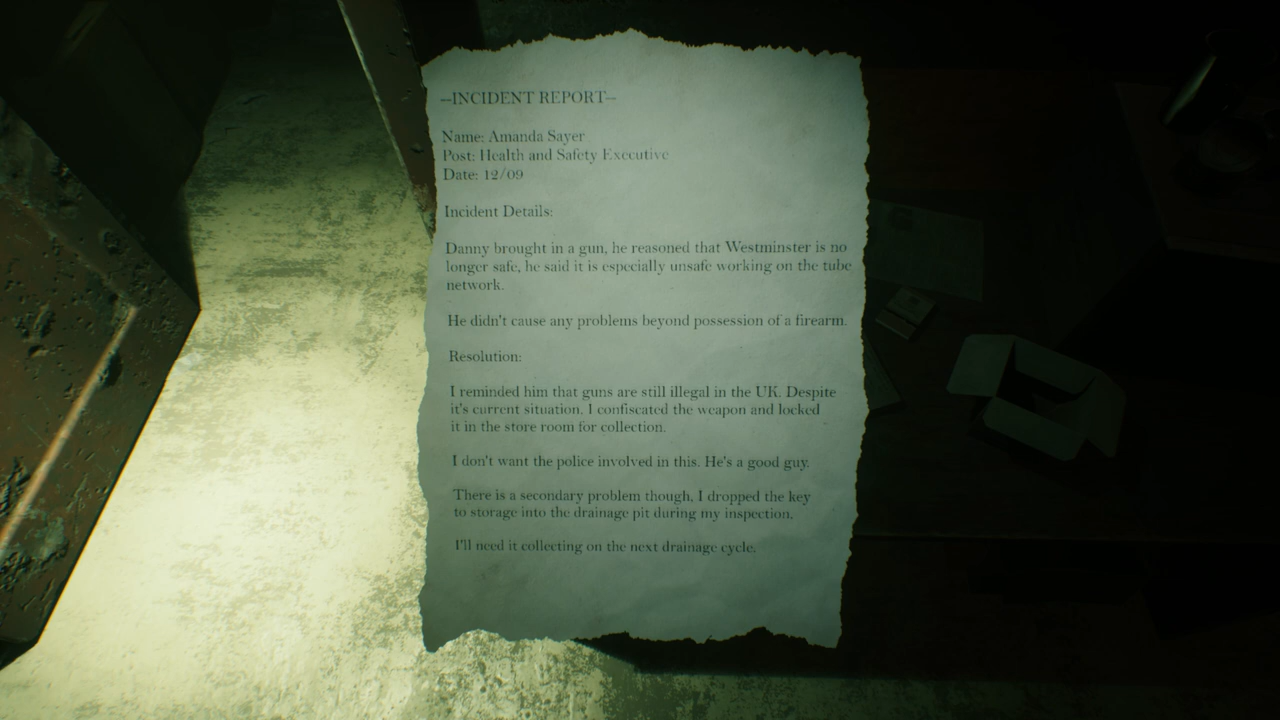 —INCIDENT REPORT—
Name: Amanda Sayer
Post: Health and Safety Executive
Date: 12/09
Incident Details:
Danny brought in a gun, he reasoned that Westminster is no
longer safe, he said it is especially unsafe working on the tube
network.
He didn't cause any problems beyond possession of a firearm.
Resolution:
I reminded him that guns are still illegal in the UK. Despite
it's current situation. I confiscated the weapon and locked
it in the store room for collection.
I don't want the police involved in this. He's a good guy.
There is a secondary problem though, I dropped the key
to storage into the drainage pit during my inspection.
I'll need it collecting on the next drainage cycle.